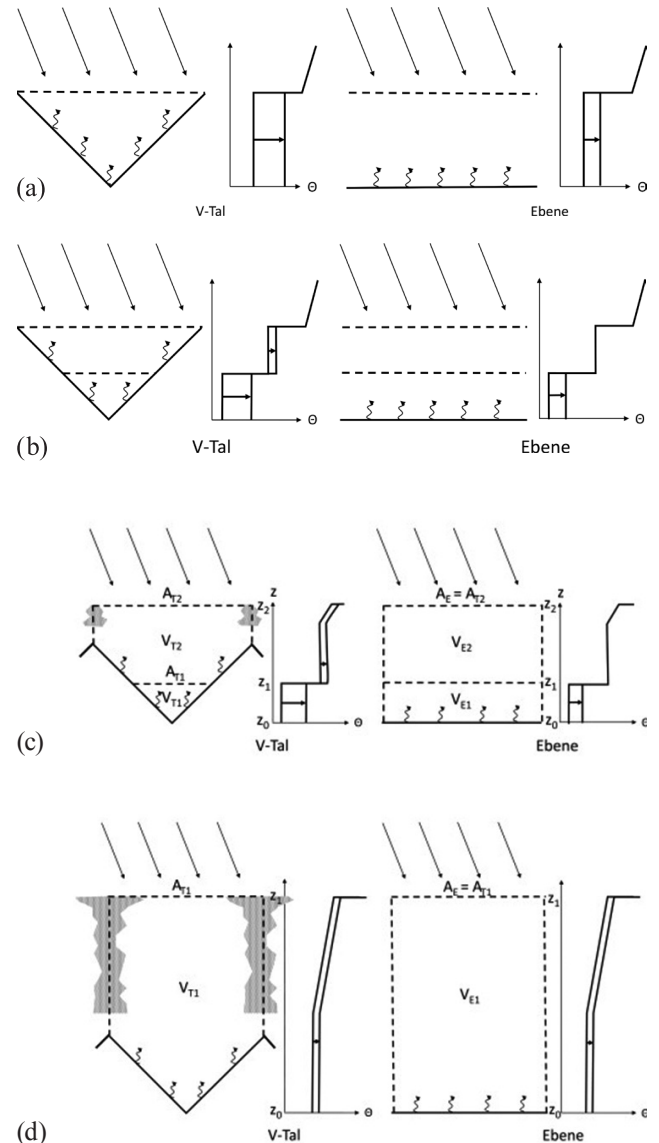 (a)
Θ
V-Tal
Θ
Ebene
(b)
Θ
V-Tal
Θ
Ebene
(c)
A_T2
V_T2
A_T1
V_T1
z
z_2
z_1
z_0
Θ
V-Tal
A_E = A_T2
V_E2
V_E1
z
z_2
z_1
z_0
Θ
Ebene
(d)
A_T1
V_T1
z_1
z_0
Θ
V-Tal
A_E = A_T1
V_E1
z_1
z_0
Θ
Ebene